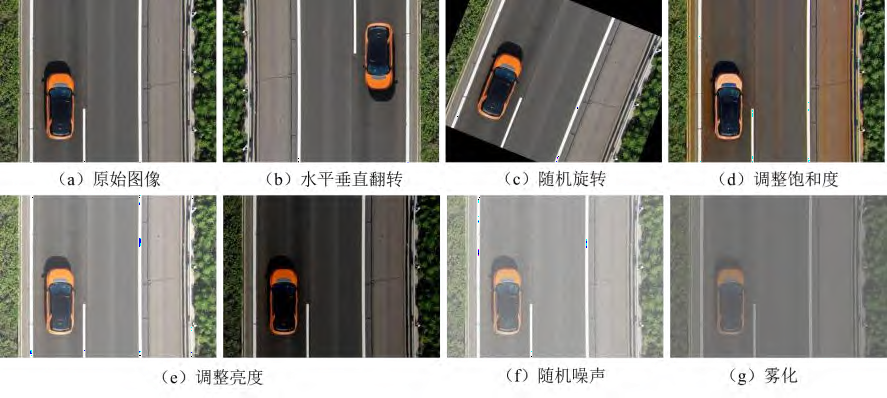 （a）原始图像
（b）水平垂直翻转
（c）随机旋转
（d）调整饱和度
（e）调整亮度
（f）随机噪声
（g）雾化